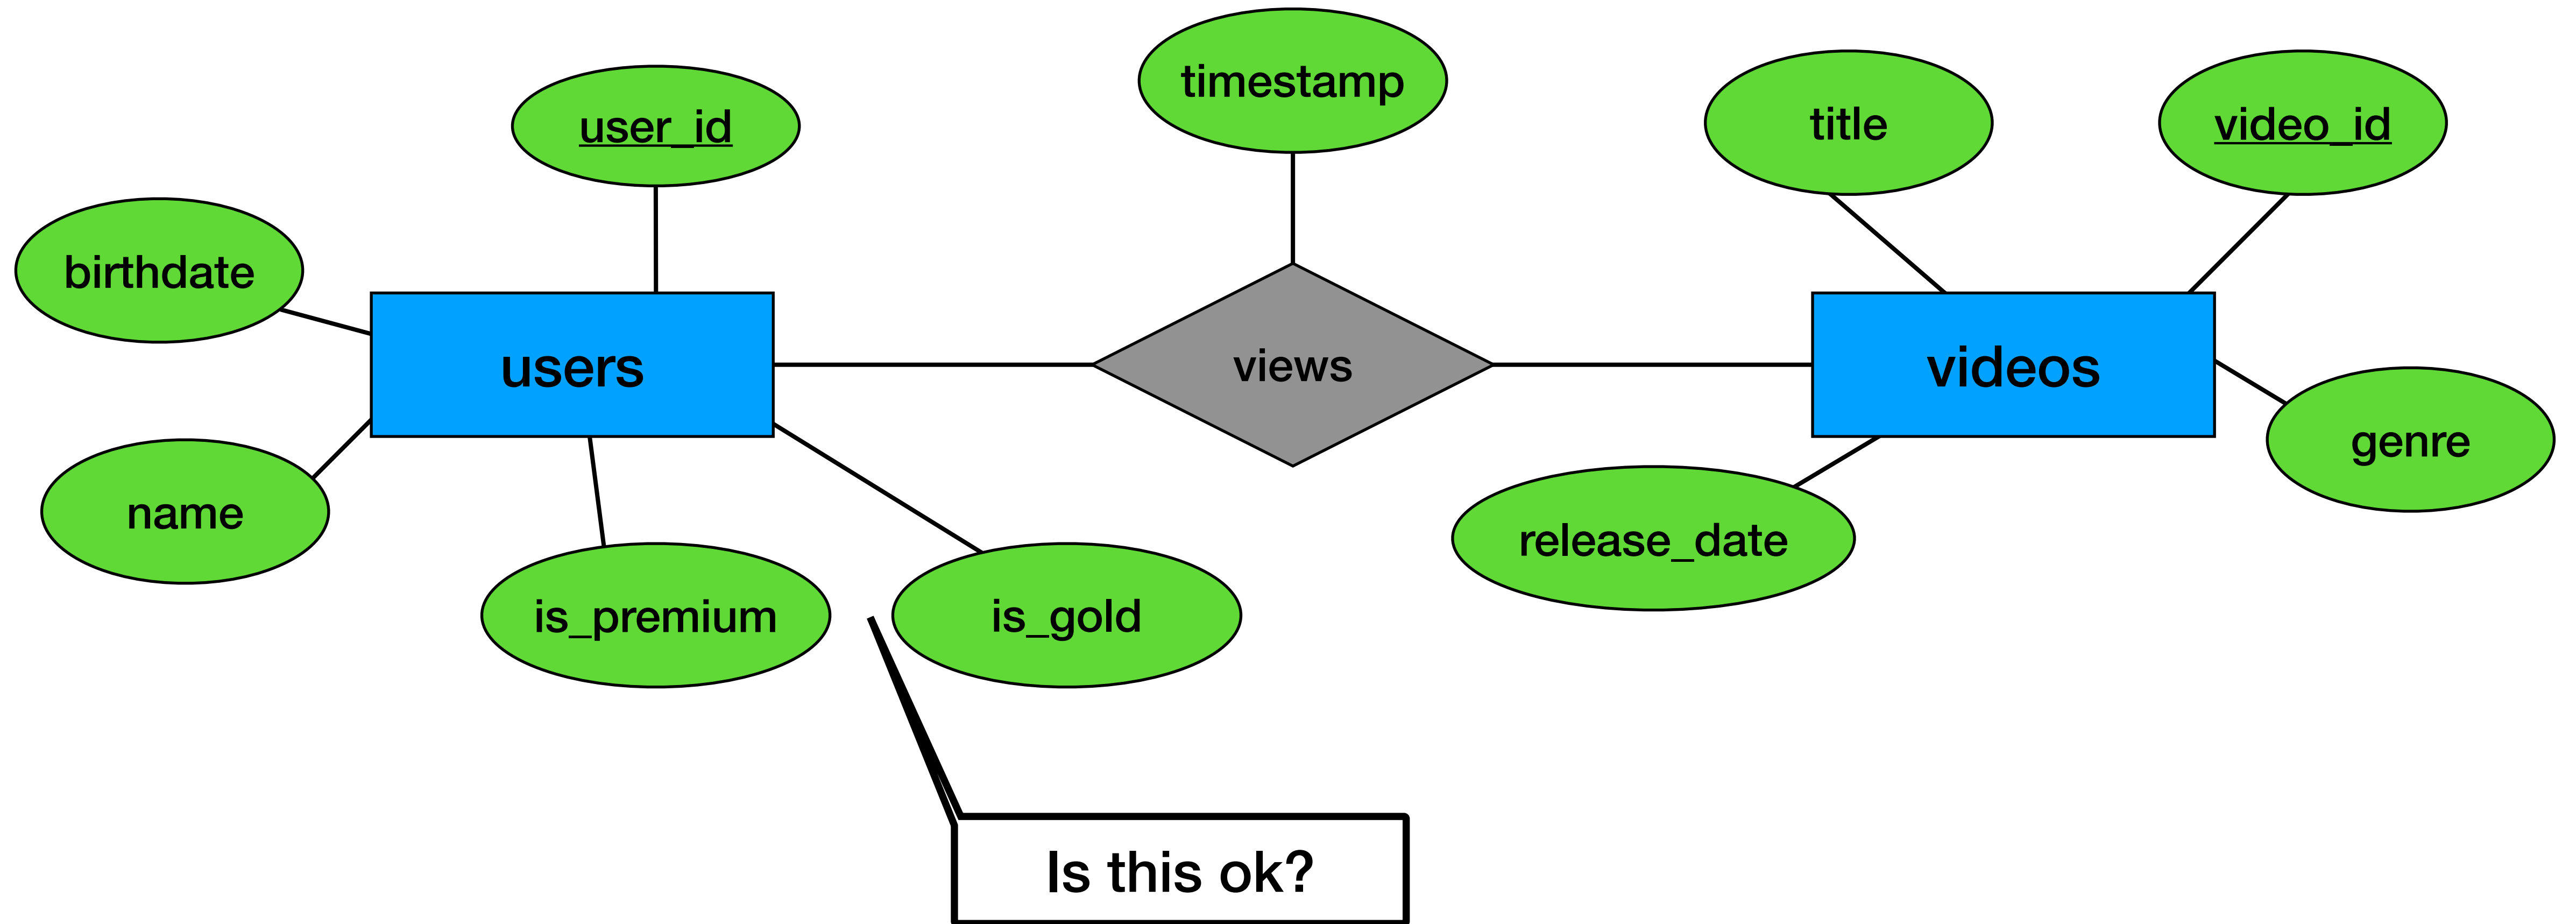 timestamp
title
video_id
user_id
birthdate
users
views
videos
genre
name
release_date
is_premium
is_gold
Is this ok?